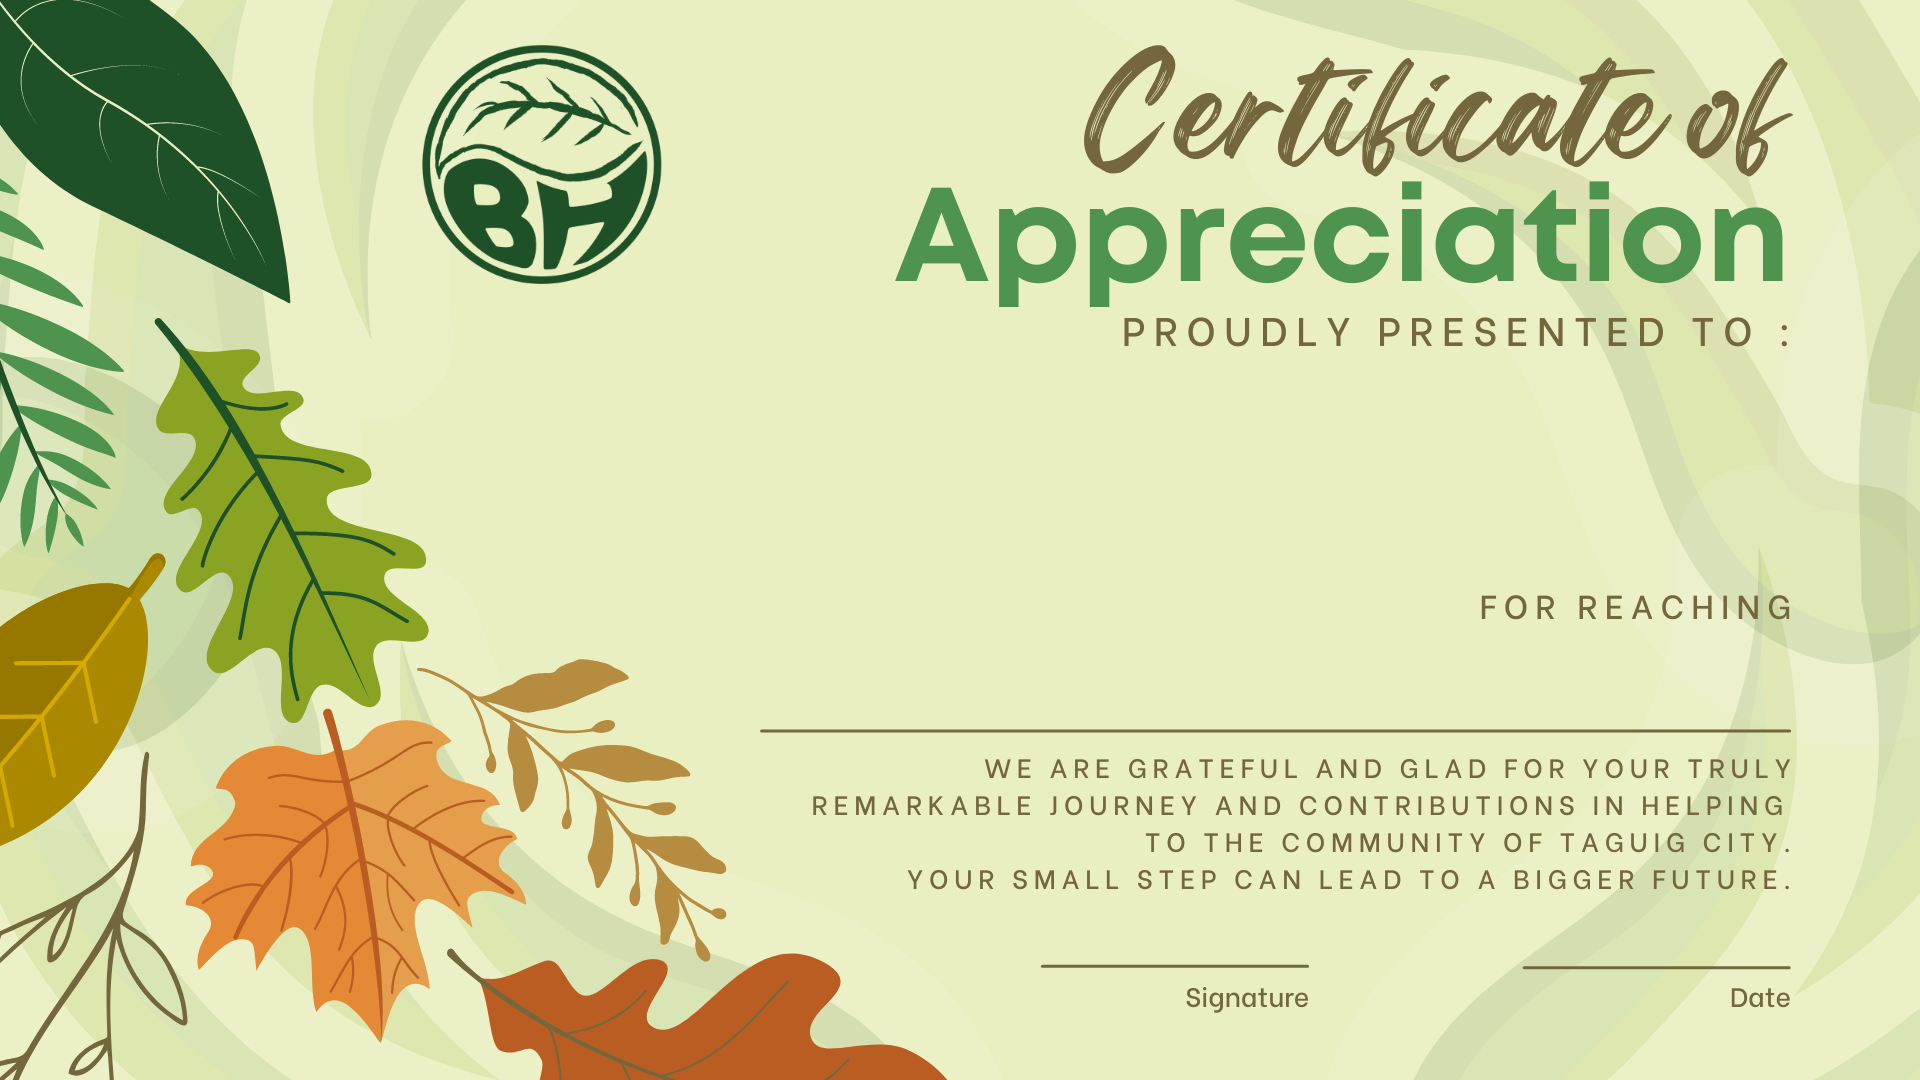 BH
Certificate of
Appreciation
PROUDLY PRESENTED TO :
FOR REACHING
WE ARE GRATEFUL AND GLAD FOR YOUR TRULY
REMARKABLE JOURNEY AND CONTRIBUTIONS IN HELPING
TO THE COMMUNITY OF TAGUIG CITY.
YOUR SMALL STEP CAN LEAD TO A BIGGER FUTURE.
Signature
Date